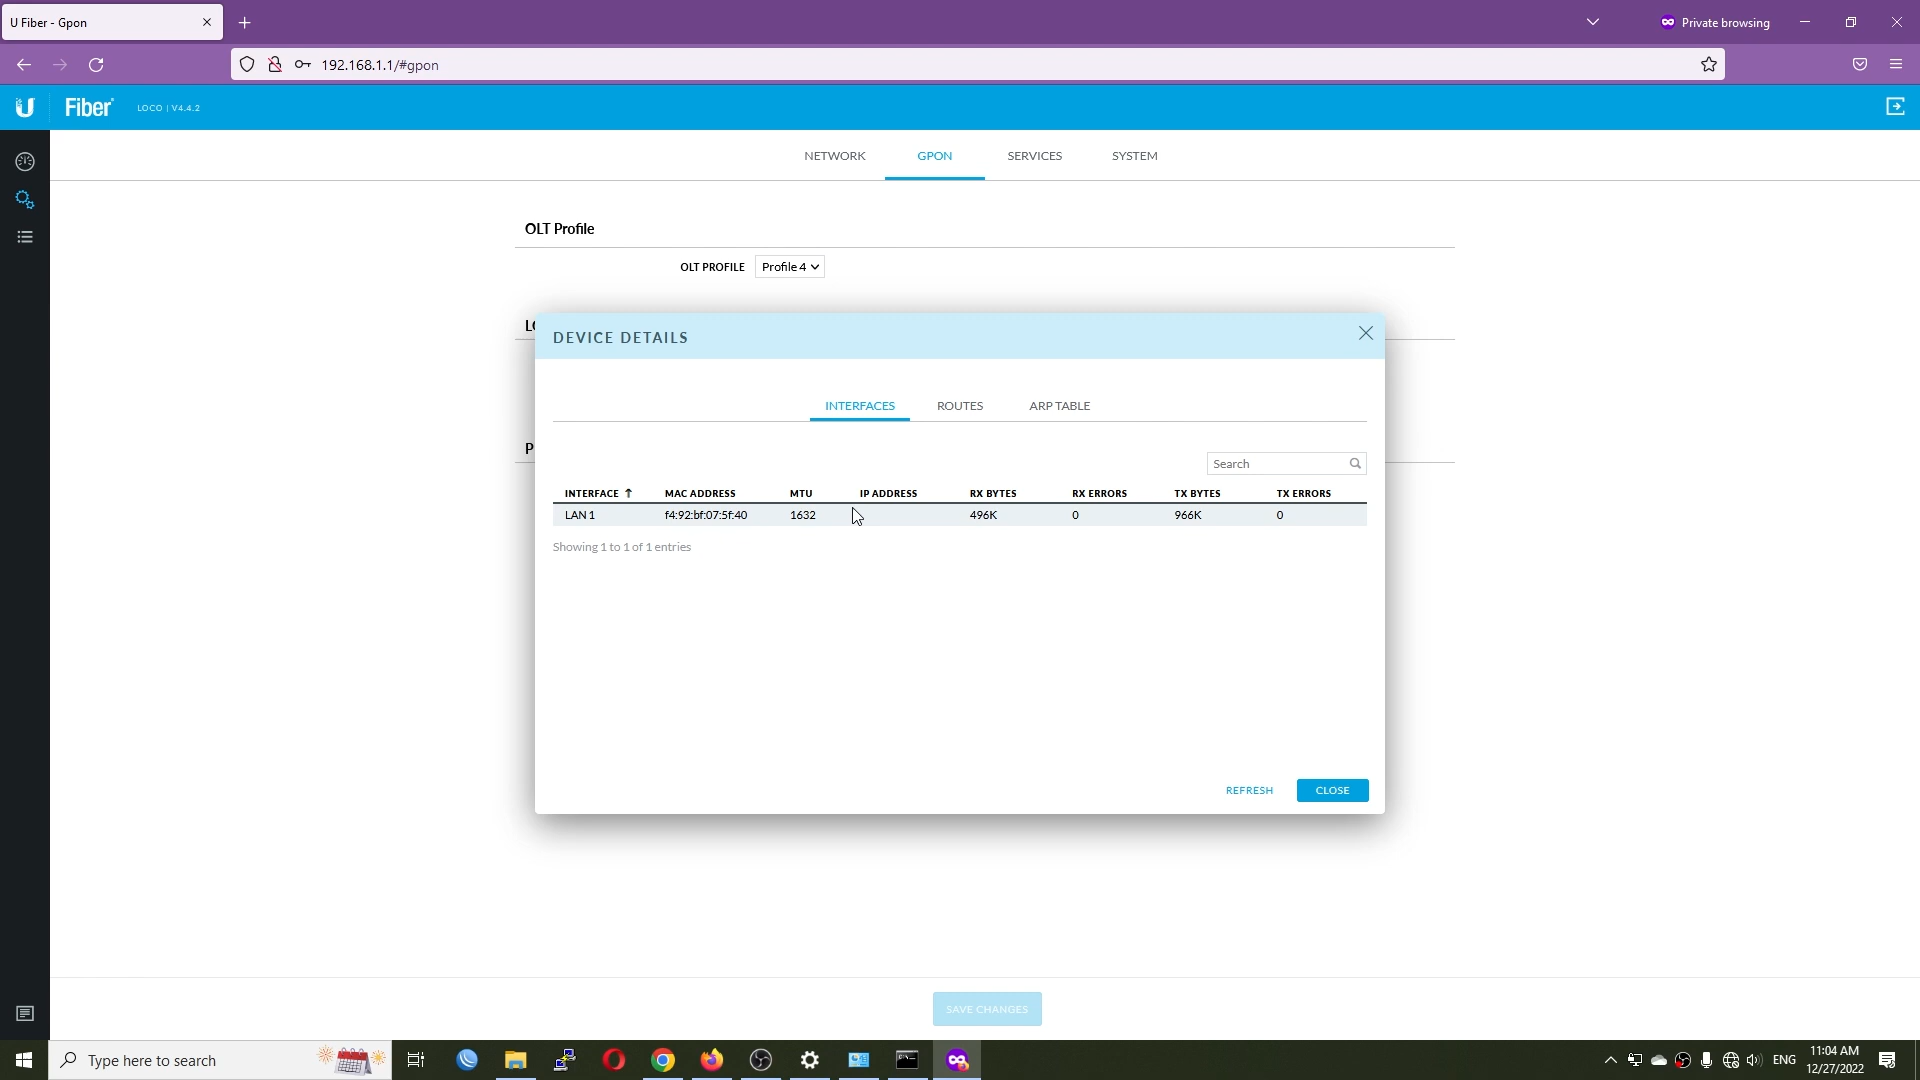 U Fiber - Gpon
Private browsing
192.168.1.1/#gpon
U Fiber LOCO | V4.4.2
NETWORK GPON SERVICES SYSTEM
OLT Profile
OLT PROFILE Profile 4
LO
DEVICE DETAILS
INTERFACES ROUTES ARP TABLE
P
Search
INTERFACE MAC ADDRESS MTU IP ADDRESS RX BYTES RX ERRORS TX BYTES TX ERRORS
LAN 1 f4:92:bf:07:5f:40 1632 496K 0 966K 0
Showing 1 to 1 of 1 entries
REFRESH CLOSE
SAVE CHANGES
Type here to search
ENG
11:04 AM
12/27/2022